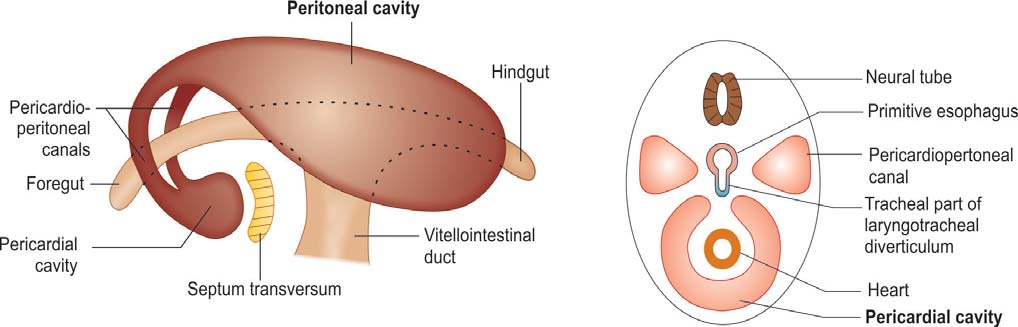 Peritoneal cavity
Hindgut
Pericardio-
peritoneal
canals
Foregut
Pericardial
cavity
Septum transversum
Vitellointestinal
duct
Neural tube
Primitive esophagus
Pericardiopertoneal
canal
Tracheal part of
laryngotracheal
diverticulum
Heart
Pericardial cavity